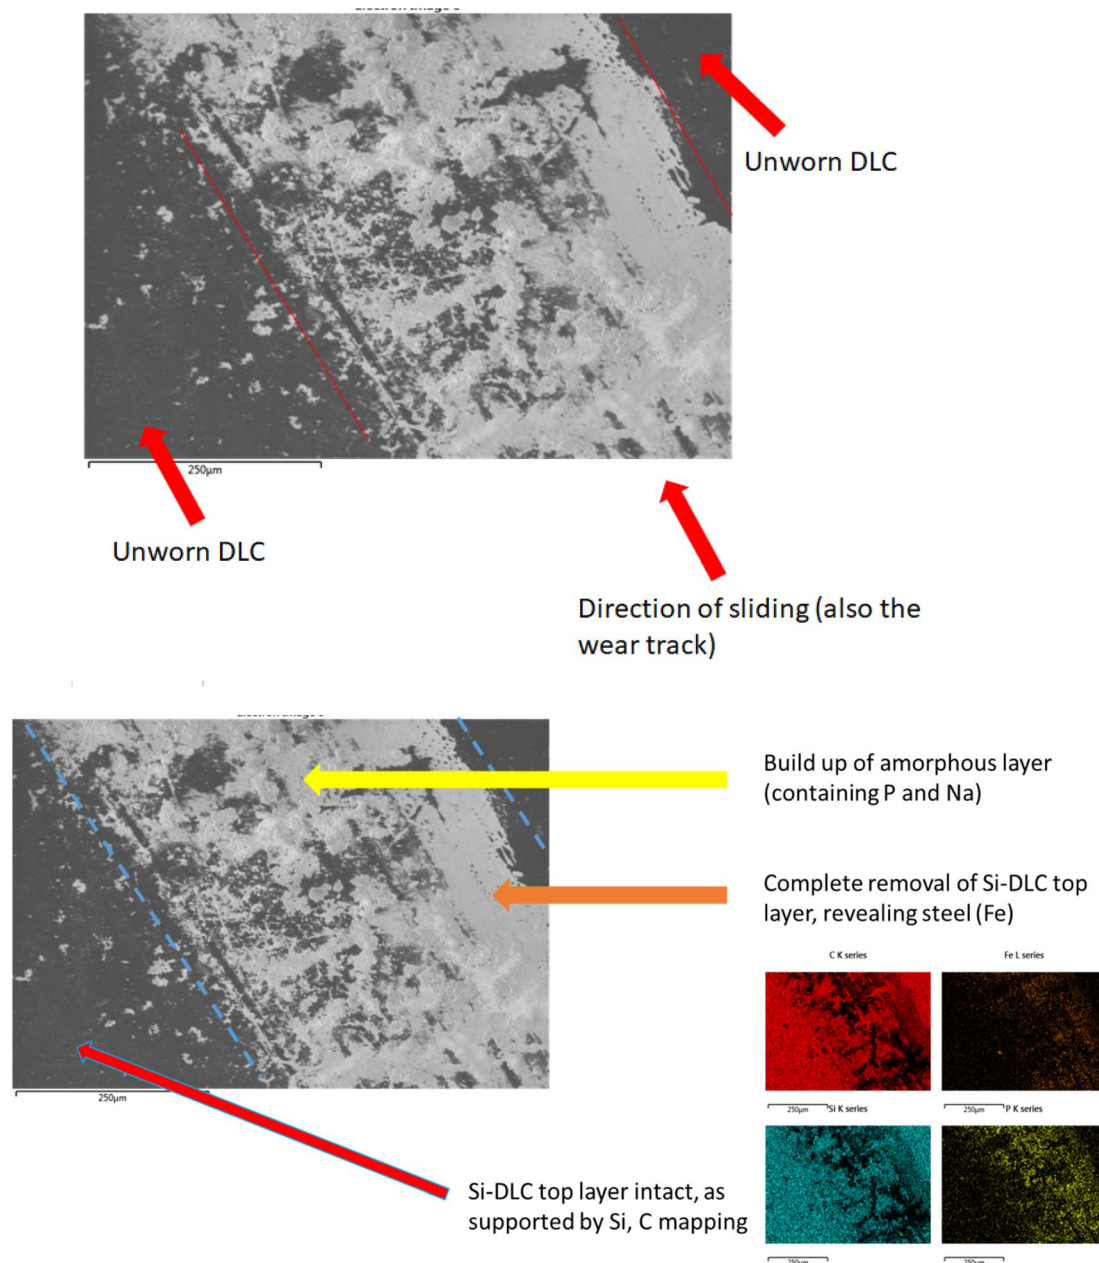 Unworn DLC
250μm
Unworn DLC
Direction of sliding (also the
wear track)
Build up of amorphous layer
(containing P and Na)
Complete removal of Si-DLC top
layer, revealing steel (Fe)
C K series
Fe L series
250μm
250μm
250μm
Si K series
P K series
Si-DLC top layer intact, as
supported by Si, C mapping
250μm
250μm